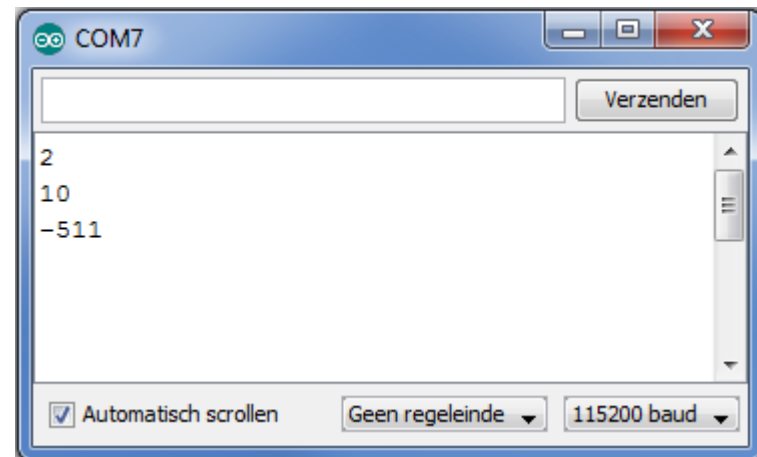 COM7
Verzenden
2
10
-511
Automatisch scrollen Geen regeleinde 115200 baud